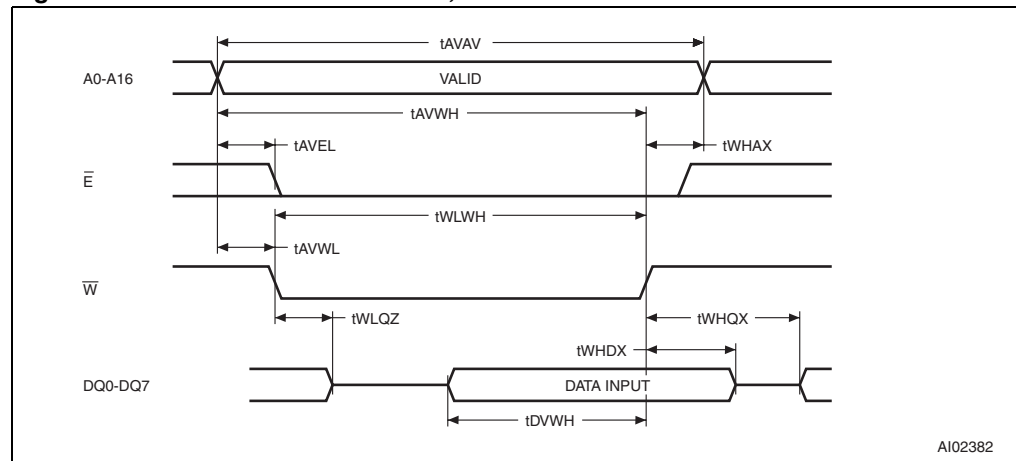 tAVAV
A0-A16
VALID
tAVWH
tAVEL
tWHAX
E
tWLWH
tAVWL
W
tWLQZ
tWHQX
tWHDX
DQ0-DQ7
DATA INPUT
tDVWH
AI02382